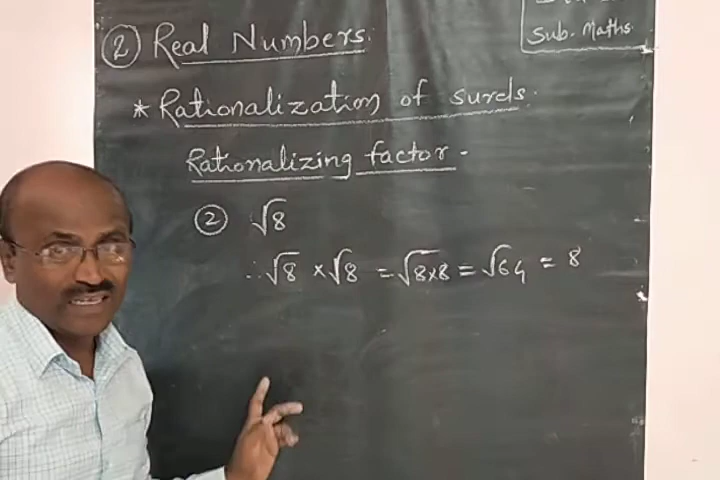 Sub. Maths.
② Real Numbers.
* Rationalization of surds.
Rationalizing factor -
② √8
∴ √8 × √8 = √8×8 = √64 = 8